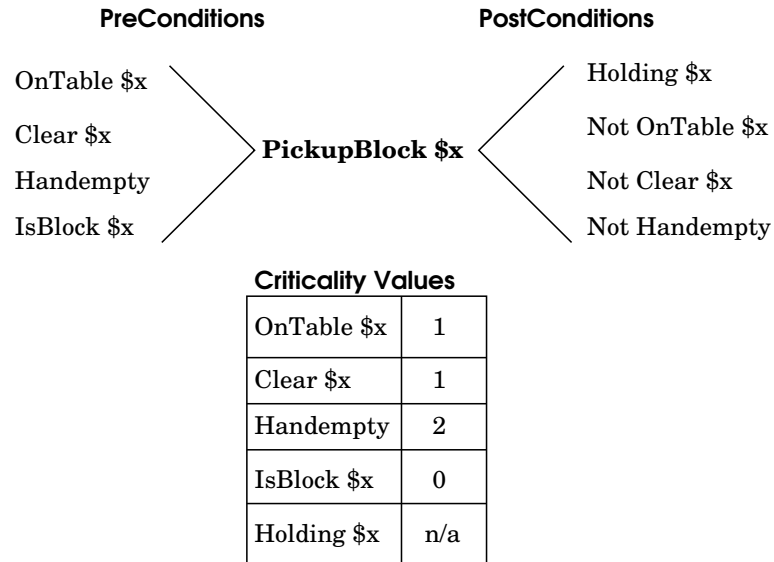 PreConditions
PostConditions
OnTable $x
Clear $x
Handempty
IsBlock $x
PickupBlock $x
Holding $x
Not OnTable $x
Not Clear $x
Not Handempty
Criticality Values
OnTable $x 1
Clear $x 1
Handempty 2
IsBlock $x 0
Holding $x n/a